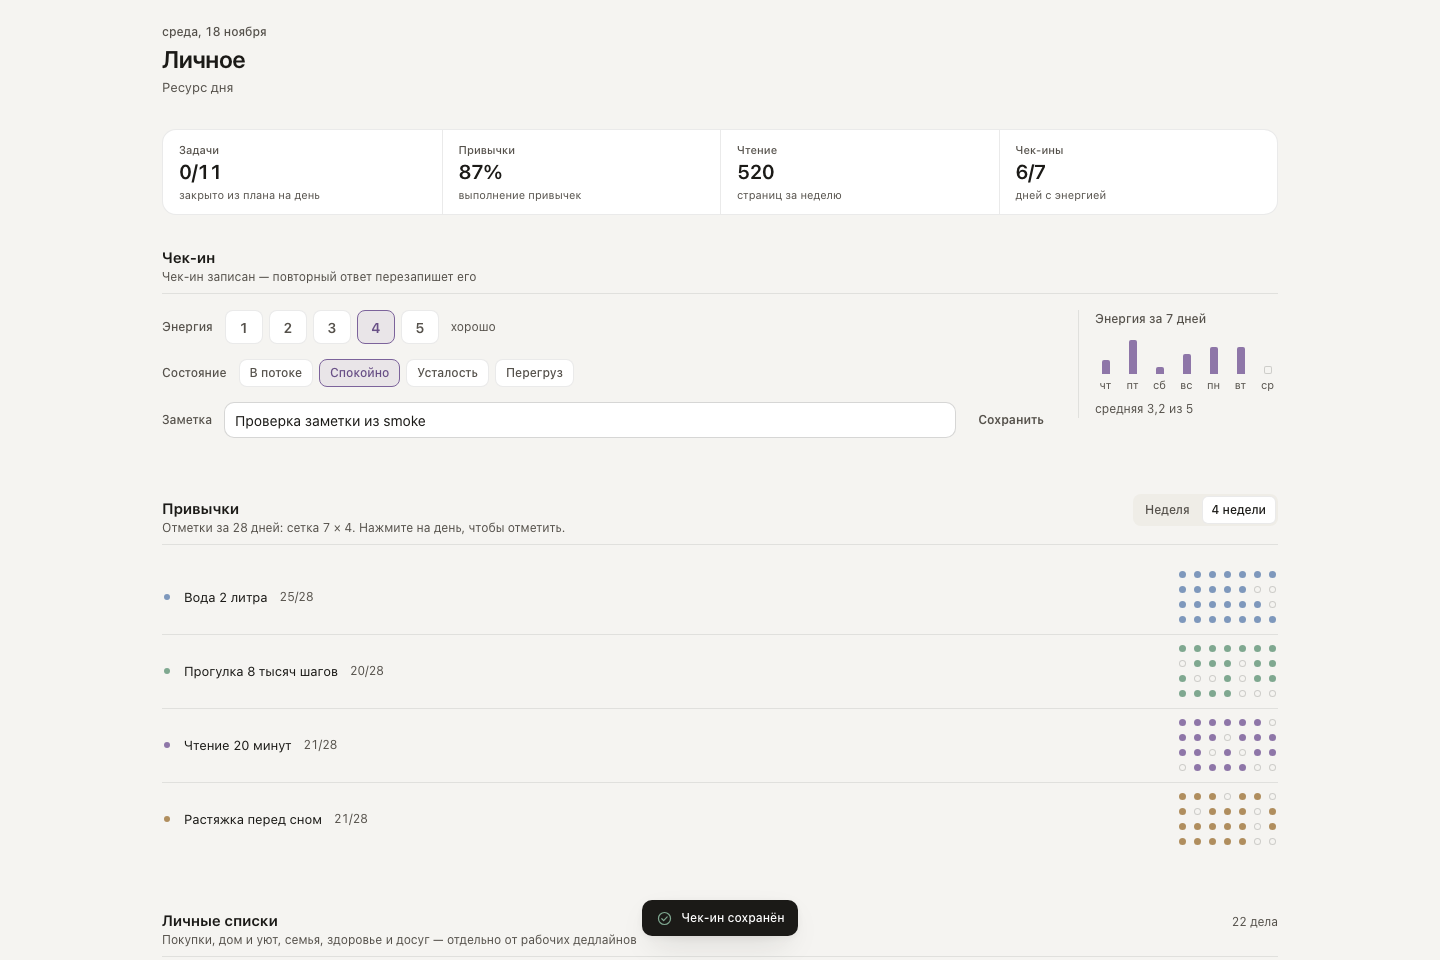 среда, 18 ноября
Личное
Ресурс дня
Задачи
0/11
закрыто из плана на день
Привычки
87%
выполнение привычек
Чтение
520
страниц за неделю
Чек-ины
6/7
дней с энергией
Чек-ин
Чек-ин записан — повторный ответ перезапишет его
Энергия 1 2 3 4 5 хорошо
Состояние В потоке Спокойно Усталость Перегруз
Заметка Проверка заметки из smoke Сохранить
Энергия за 7 дней
чт пт сб вс пн вт ср
средняя 3,2 из 5
Привычки
Отметки за 28 дней: сетка 7 × 4. Нажмите на день, чтобы отметить.
Неделя 4 недели
Вода 2 литра 25/28
Прогулка 8 тысяч шагов 20/28
Чтение 20 минут 21/28
Растяжка перед сном 21/28
Личные списки
22 дела
Покупки, дом и уют, семья, здоровье и досуг — отдельно от рабочих дедлайнов
Чек-ин сохранён